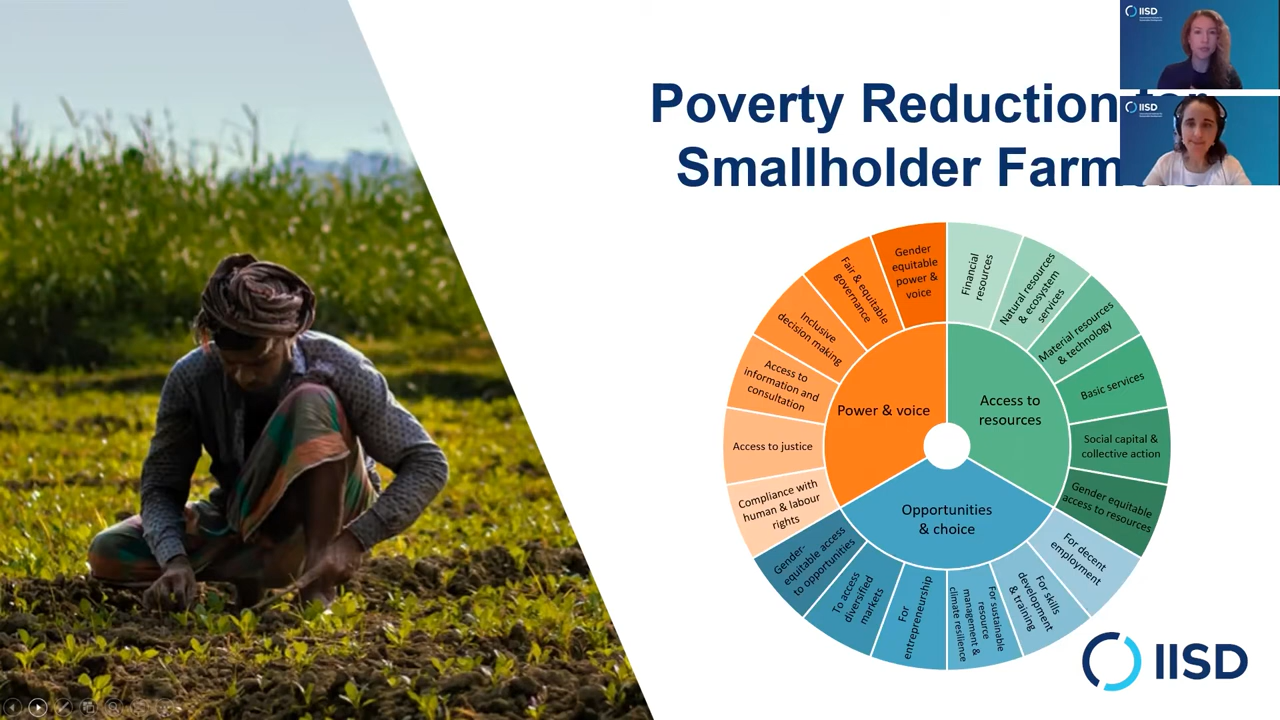 Poverty Reduction
Smallholder Farm
IISD
IISD
Gender
equitable
power &
voice
Financial
resources
Natural resources
& ecosystem
services
Material resources
& technology
Basic services
Social capital &
collective action
Gender equitable
access to resources
For decent
employment
For skills
development
& training
For sustainable
resource
management &
climate resilience
For
entrepreneurship
To access
diversified
markets
Gender-
equitable access
to opportunities
Compliance with
human & labour
rights
Access to justice
Access to
information and
consultation
Inclusive
decision making
Fair & equitable
governance
Power & voice
Access to
resources
Opportunities
& choice
IISD